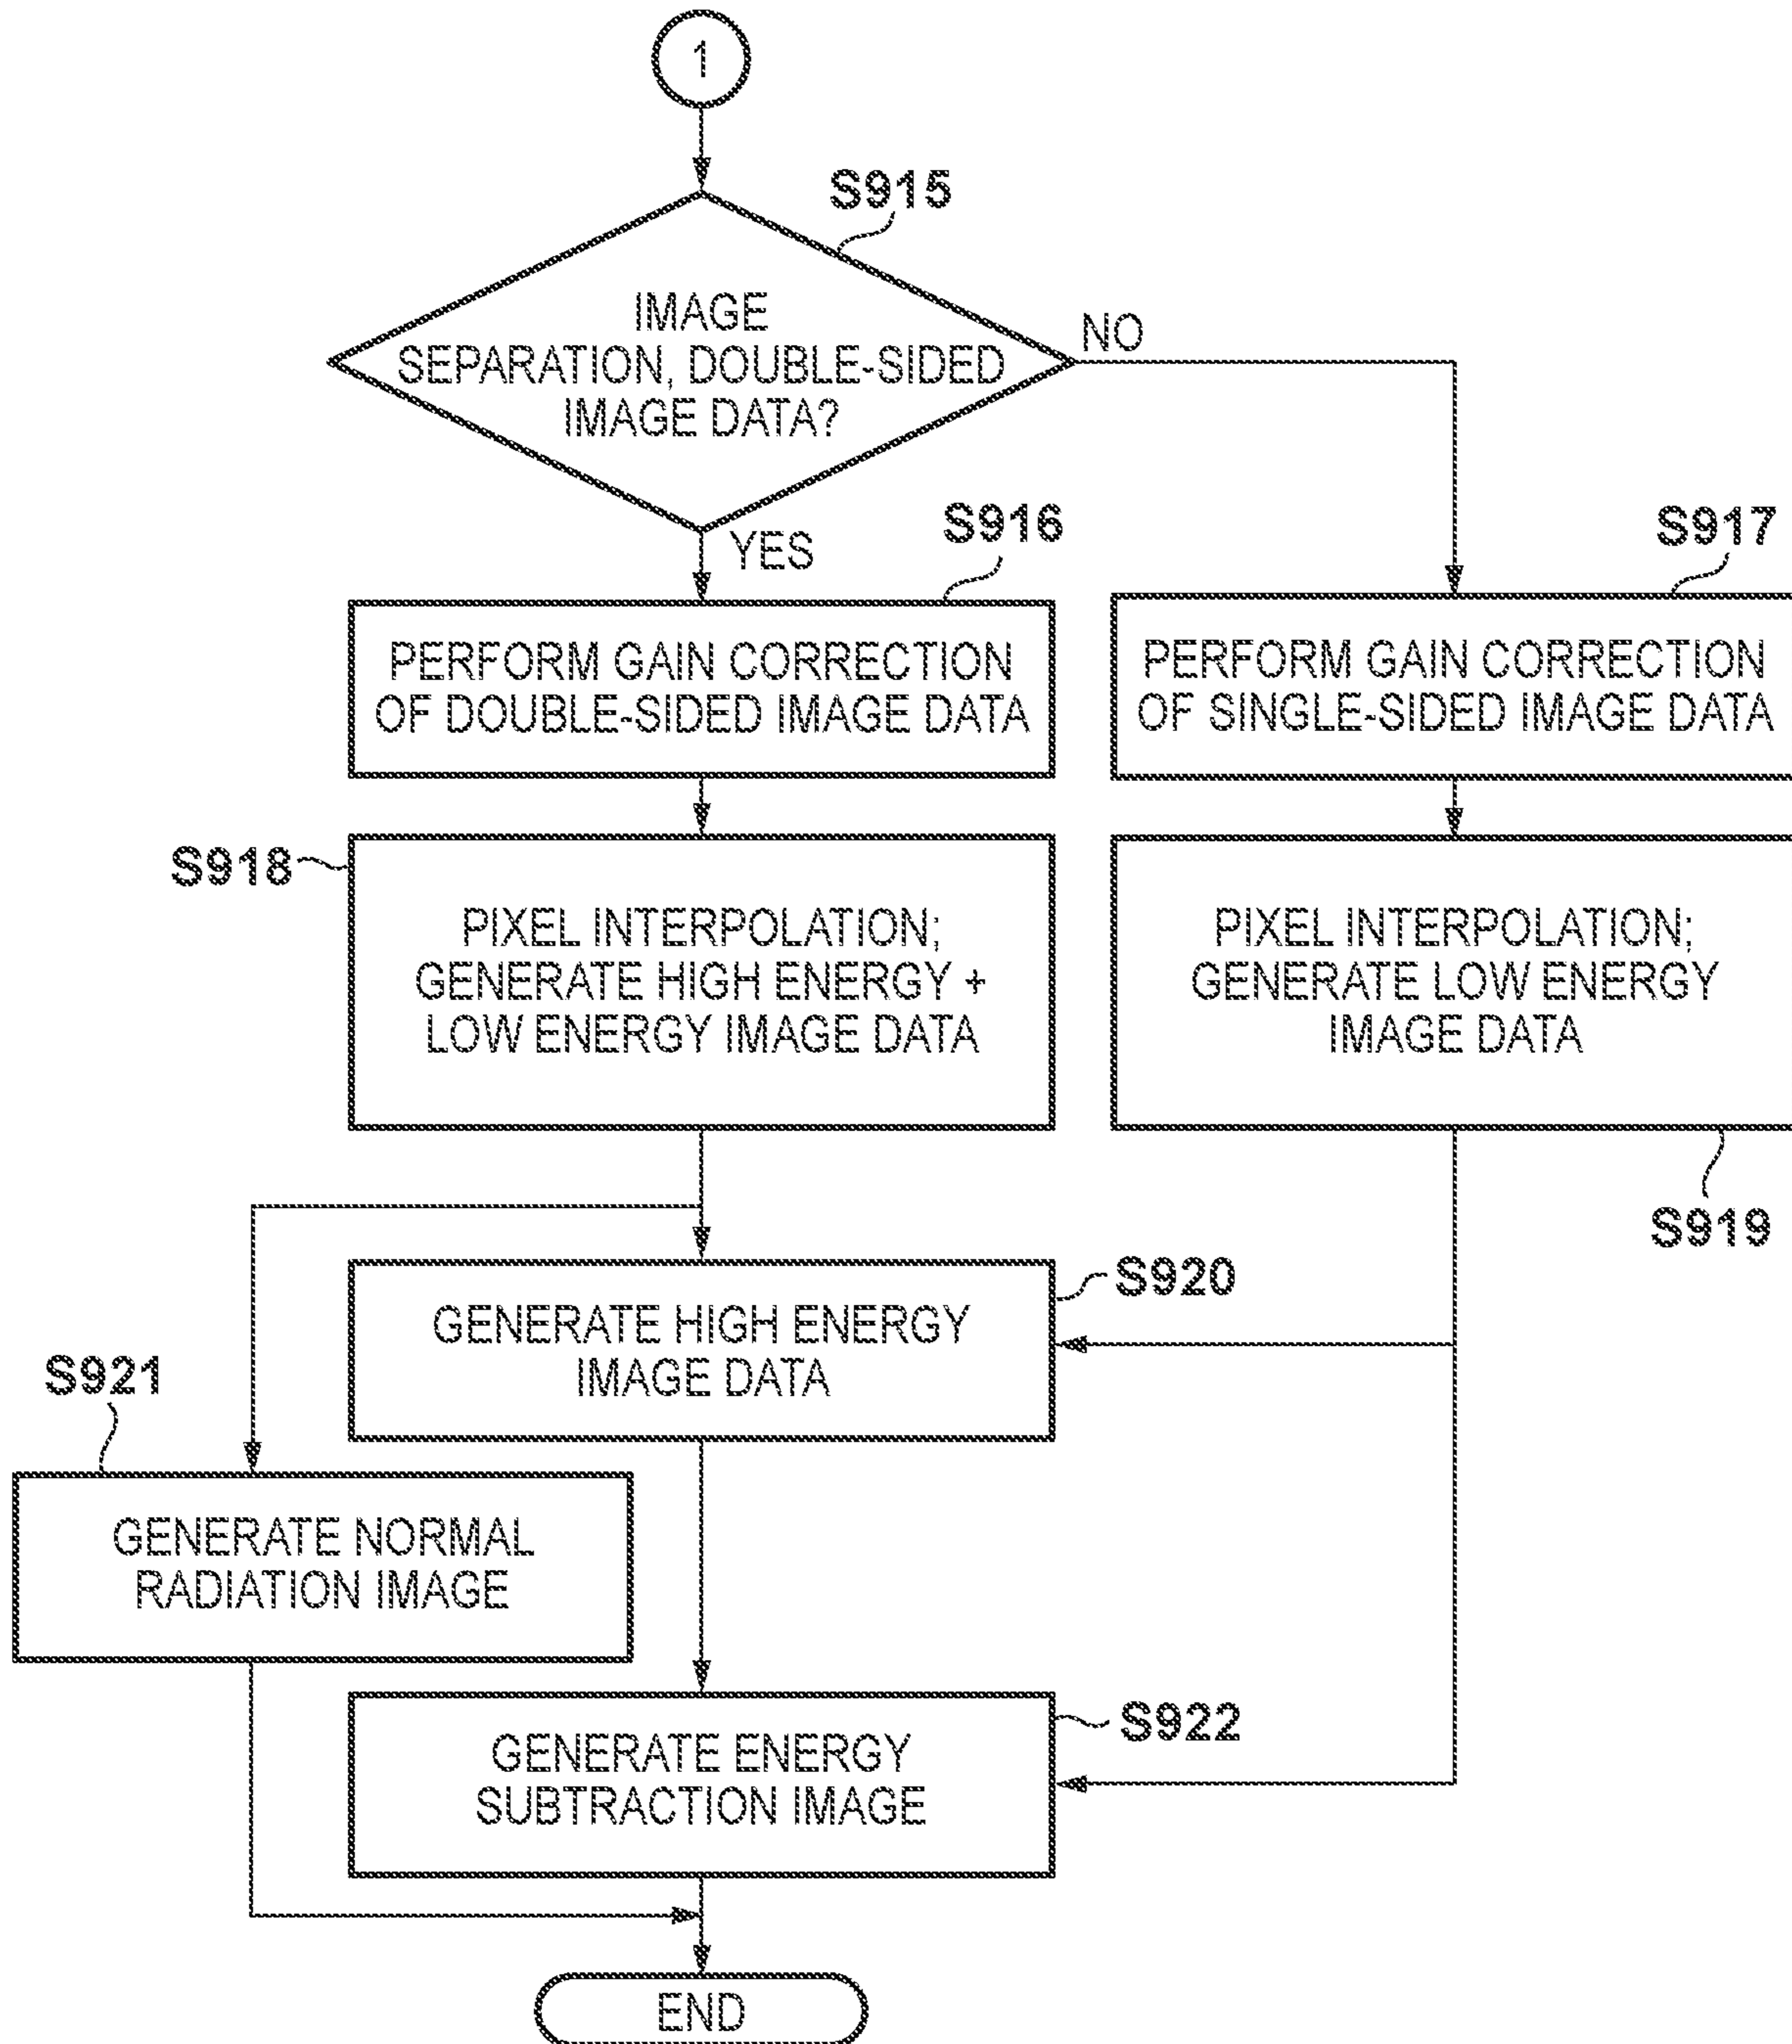 1
S915
IMAGE
SEPARATION, DOUBLE-SIDED
IMAGE DATA?
NO
YES
S916
S917
PERFORM GAIN CORRECTION
OF DOUBLE-SIDED IMAGE DATA
PERFORM GAIN CORRECTION
OF SINGLE-SIDED IMAGE DATA
S918
PIXEL INTERPOLATION;
GENERATE HIGH ENERGY +
LOW ENERGY IMAGE DATA
PIXEL INTERPOLATION;
GENERATE LOW ENERGY
IMAGE DATA
S919
S920
GENERATE HIGH ENERGY
IMAGE DATA
S921
GENERATE NORMAL
RADIATION IMAGE
S922
GENERATE ENERGY
SUBTRACTION IMAGE
END